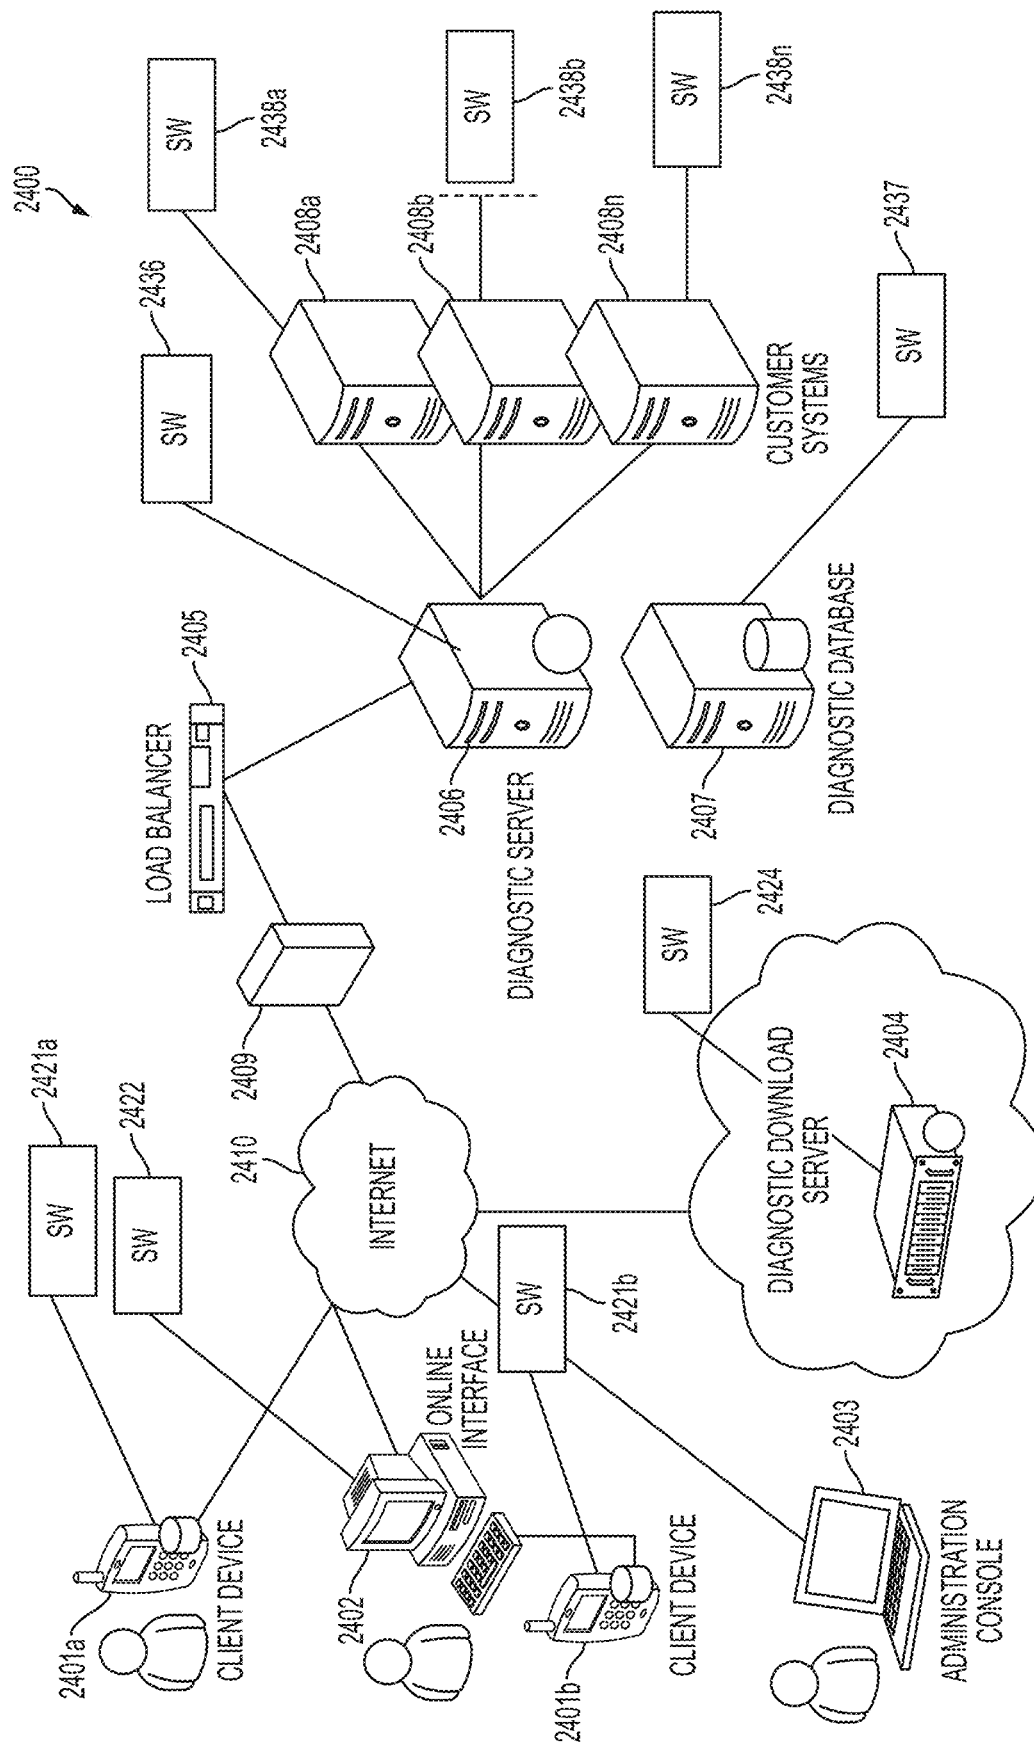 2400
SW
2438a
SW
2436
SW
2438b
SW
2438n
2408a
2408b
2408n
CUSTOMER
SYSTEMS
SW
2437
LOAD BALANCER
2405
2406
DIAGNOSTIC SERVER
2407
DIAGNOSTIC DATABASE
2409
SW
2421a
SW
2422
2410
INTERNET
SW
2424
DIAGNOSTIC DOWNLOAD
SERVER
2404
SW
2421b
2401a
CLIENT DEVICE
2402
ONLINE
INTERFACE
2401b
CLIENT DEVICE
2403
ADMINISTRATION
CONSOLE